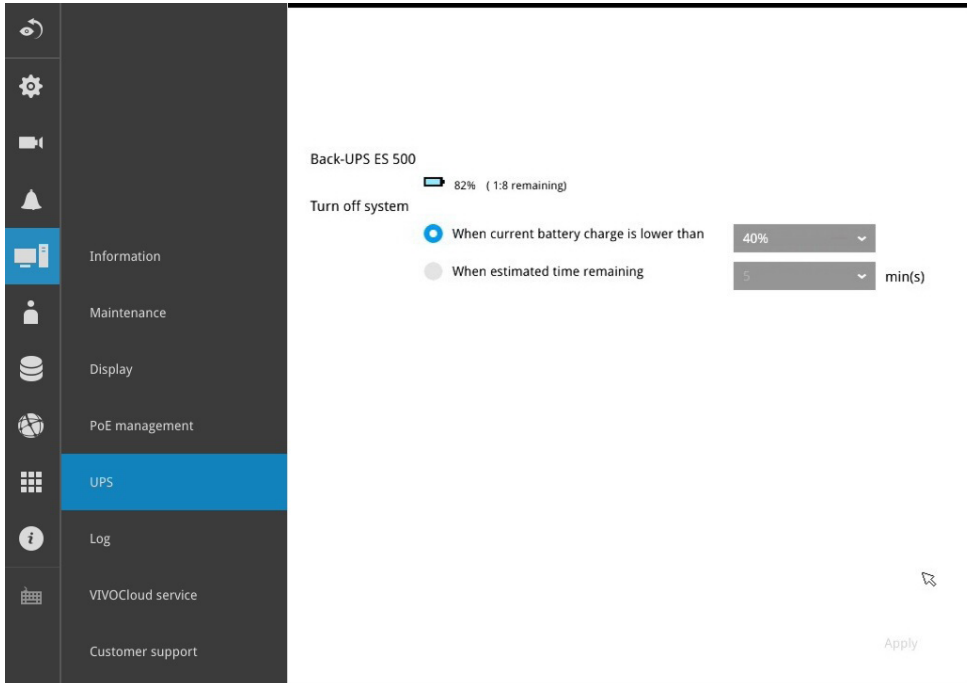 Back-UPS ES 500
82% ( 1:8 remaining)
Turn off system
When current battery charge is lower than 40%
When estimated time remaining 5 min(s)
Information
Maintenance
Display
PoE management
UPS
Log
VIVOCloud service
Customer support
Apply